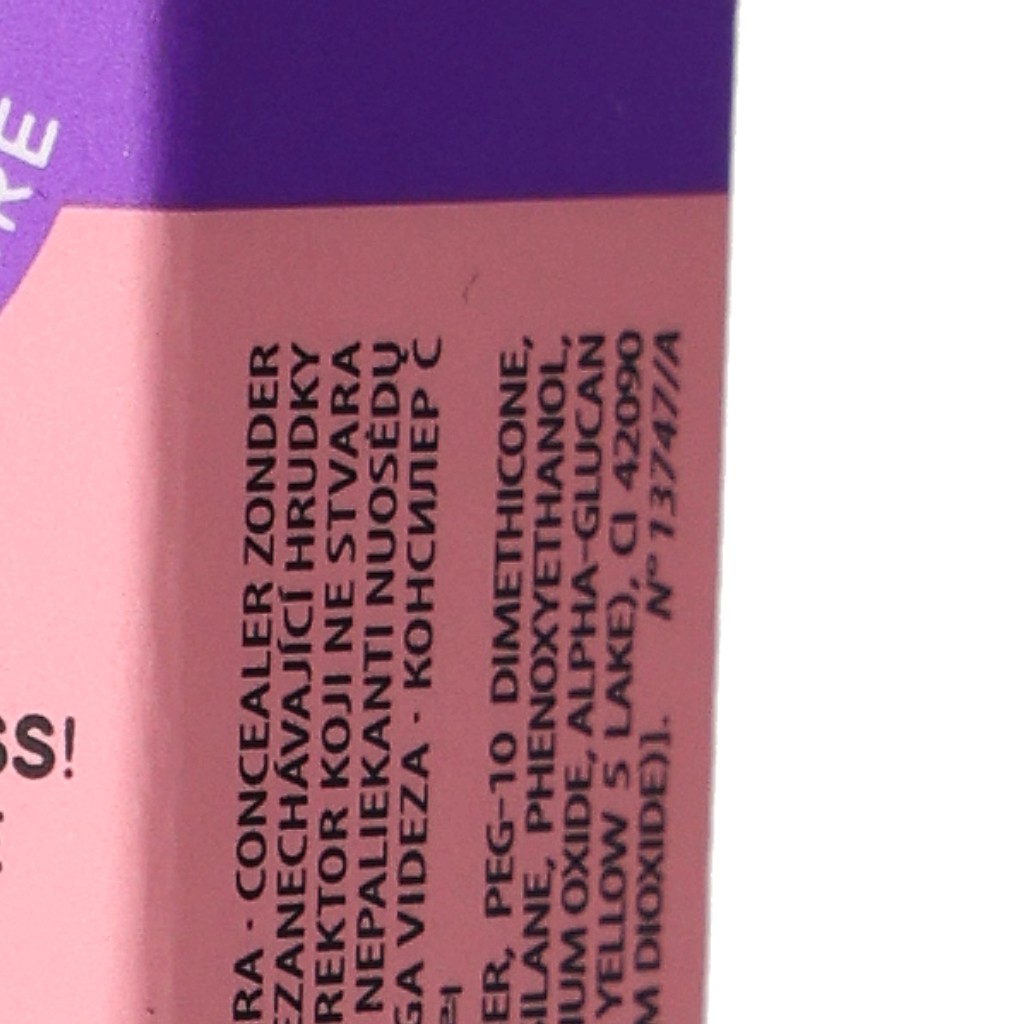 RE
SS!
RA · CONCEALER ZONDER
EZANECHÁVAJÍCÍ HRUDKY
REKTOR KOJI NE STVARA
NEPALIEKANTI NUOSĖDŲ
GA VIDEZA · КОНСИЛЕР С
ER, PEG-10 DIMETHICONE,
SILANE, PHENOXYETHANOL,
IUM OXIDE, ALPHA-GLUCAN
YELLOW 5 LAKE), CI 42090
M DIOXIDE)]. N° 13747/A